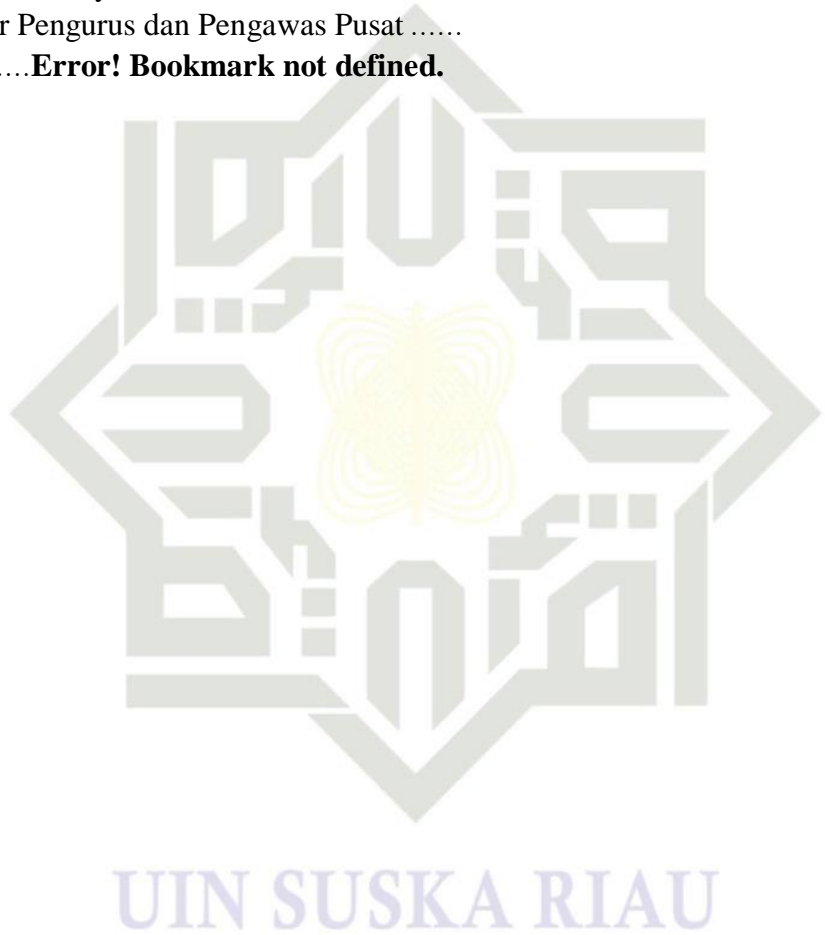 r Pengurus dan Pengawas Pusat ......
....Error! Bookmark not defined.
UIN SUSKA RIAU